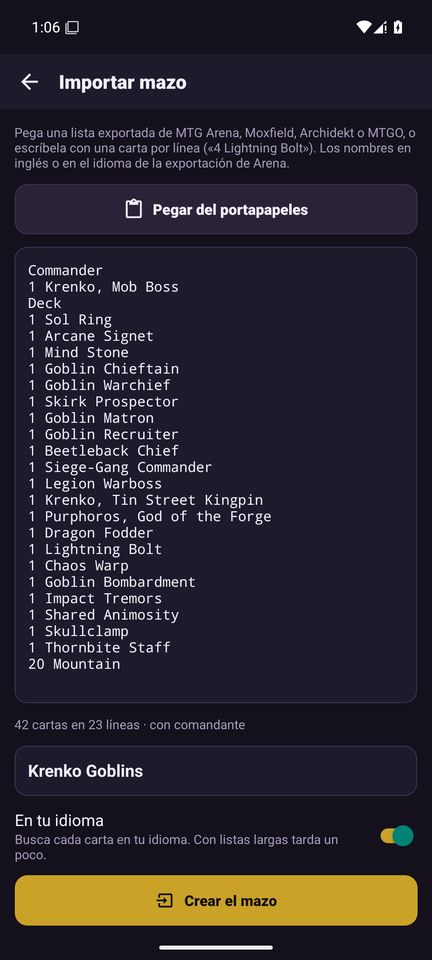 1:06
Importar mazo
Pega una lista exportada de MTG Arena, Moxfield, Archidekt o MTGO, o
escríbela con una carta por línea («4 Lightning Bolt»). Los nombres en
inglés o en el idioma de la exportación de Arena.
Pegar del portapapeles
Commander
1 Krenko, Mob Boss
Deck
1 Sol Ring
1 Arcane Signet
1 Mind Stone
1 Goblin Chieftain
1 Goblin Warchief
1 Skirk Prospector
1 Goblin Matron
1 Goblin Recruiter
1 Beetleback Chief
1 Siege-Gang Commander
1 Legion Warboss
1 Krenko, Tin Street Kingpin
1 Purphoros, God of the Forge
1 Dragon Fodder
1 Lightning Bolt
1 Chaos Warp
1 Goblin Bombardment
1 Impact Tremors
1 Shared Animosity
1 Skullclamp
1 Thornbite Staff
20 Mountain
42 cartas en 23 líneas · con comandante
Krenko Goblins
En tu idioma
Busca cada carta en tu idioma. Con listas largas tarda un
poco.
Crear el mazo